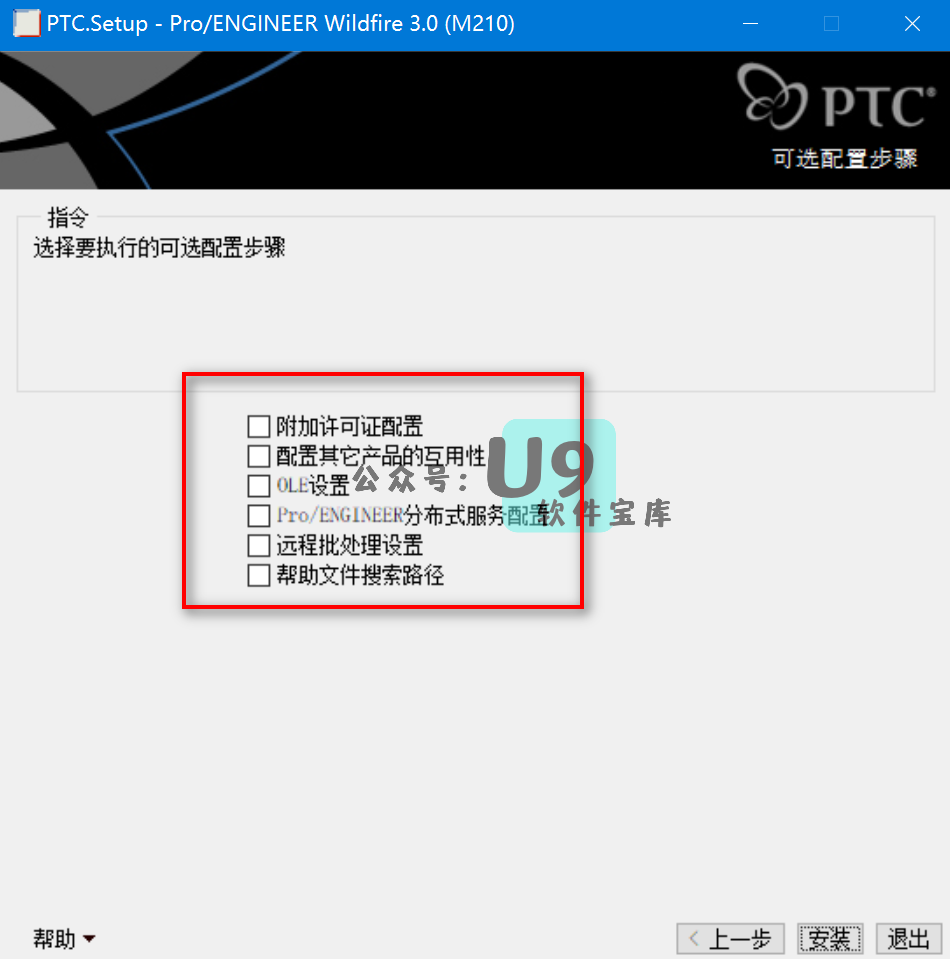 PTC.Setup - Pro/ENGINEER Wildfire 3.0 (M210)
PTC®
可选配置步骤
指令
选择要执行的可选配置步骤
附加许可证配置
配置其它产品的互用性
OLE设置
Pro/ENGINEER分布式服务配置
远程批处理设置
帮助文件搜索路径
公众号：U9
软件宝库
帮助
< 上一步
安装
退出